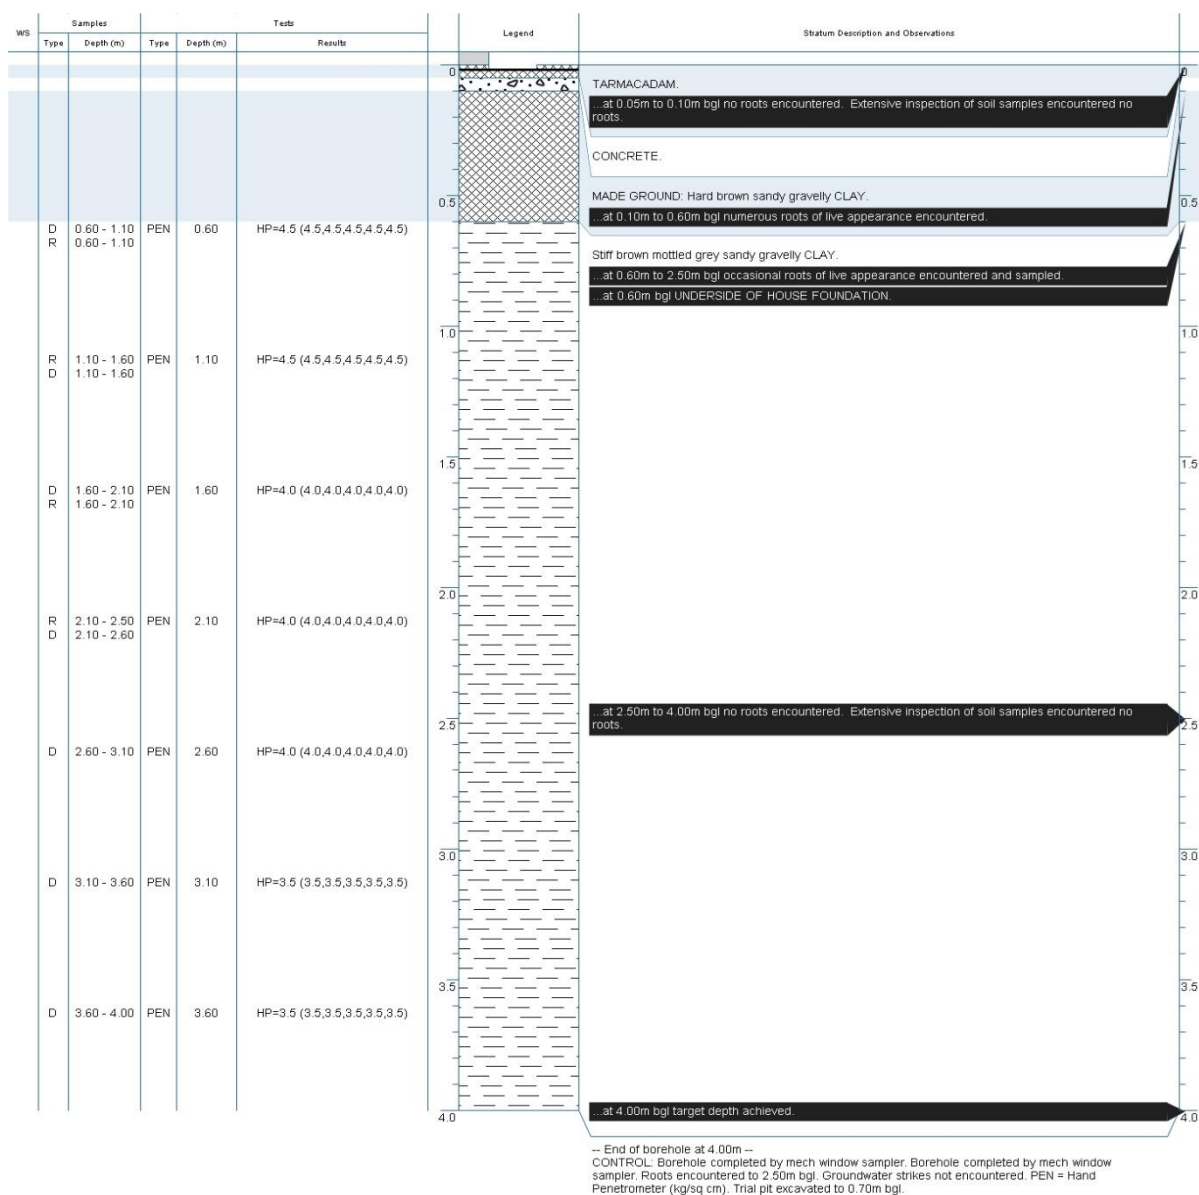 Samples Tests
WS Legend Stratum Description and Observations
Type Depth (m) Type Depth (m) Results
0 0
TARMACADAM.
...at 0.05m to 0.10m bgl no roots encountered. Extensive inspection of soil samples encountered no
roots.
CONCRETE.
MADE GROUND: Hard brown sandy gravelly CLAY.
0.5 0.5
...at 0.10m to 0.60m bgl numerous roots of live appearance encountered.
D 0.60 - 1.10 PEN 0.60 HP=4.5 (4.5,4.5,4.5,4.5,4.5)
R 0.60 - 1.10
Stiff brown mottled grey sandy gravelly CLAY.
...at 0.60m to 2.50m bgl occasional roots of live appearance encountered and sampled.
...at 0.60m bgl UNDERSIDE OF HOUSE FOUNDATION.
1.0 1.0
R 1.10 - 1.60 PEN 1.10 HP=4.5 (4.5,4.5,4.5,4.5,4.5)
D 1.10 - 1.60
1.5 1.5
D 1.60 - 2.10 PEN 1.60 HP=4.0 (4.0,4.0,4.0,4.0,4.0)
R 1.60 - 2.10
2.0 2.0
R 2.10 - 2.50 PEN 2.10 HP=4.0 (4.0,4.0,4.0,4.0,4.0)
D 2.10 - 2.60
...at 2.50m to 4.00m bgl no roots encountered. Extensive inspection of soil samples encountered no
roots.
2.5 2.5
D 2.60 - 3.10 PEN 2.60 HP=4.0 (4.0,4.0,4.0,4.0,4.0)
3.0 3.0
D 3.10 - 3.60 PEN 3.10 HP=3.5 (3.5,3.5,3.5,3.5,3.5)
3.5 3.5
D 3.60 - 4.00 PEN 3.60 HP=3.5 (3.5,3.5,3.5,3.5,3.5)
...at 4.00m bgl target depth achieved.
4.0 4.0
-- End of borehole at 4.00m --
CONTROL: Borehole completed by mech window sampler. Borehole completed by mech window
sampler. Roots encountered to 2.50m bgl. Groundwater strikes not encountered. PEN = Hand
Penetrometer (kg/sq cm). Trial pit excavated to 0.70m bgl.